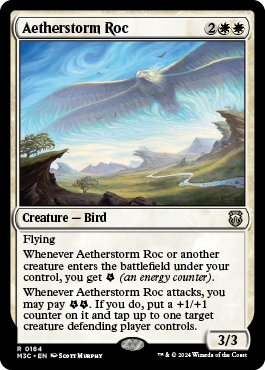 Aetherstorm Roc 2
Creature — Bird
Flying
Whenever Aetherstorm Roc or another
creature enters the battlefield under your
control, you get (an energy counter).
Whenever Aetherstorm Roc attacks, you
may pay . If you do, put a +1/+1
counter on it and tap up to one target
creature defending player controls.
3/3
R 0164
M3C • EN Scott Murphy
™ & © 2024 Wizards of the Coast